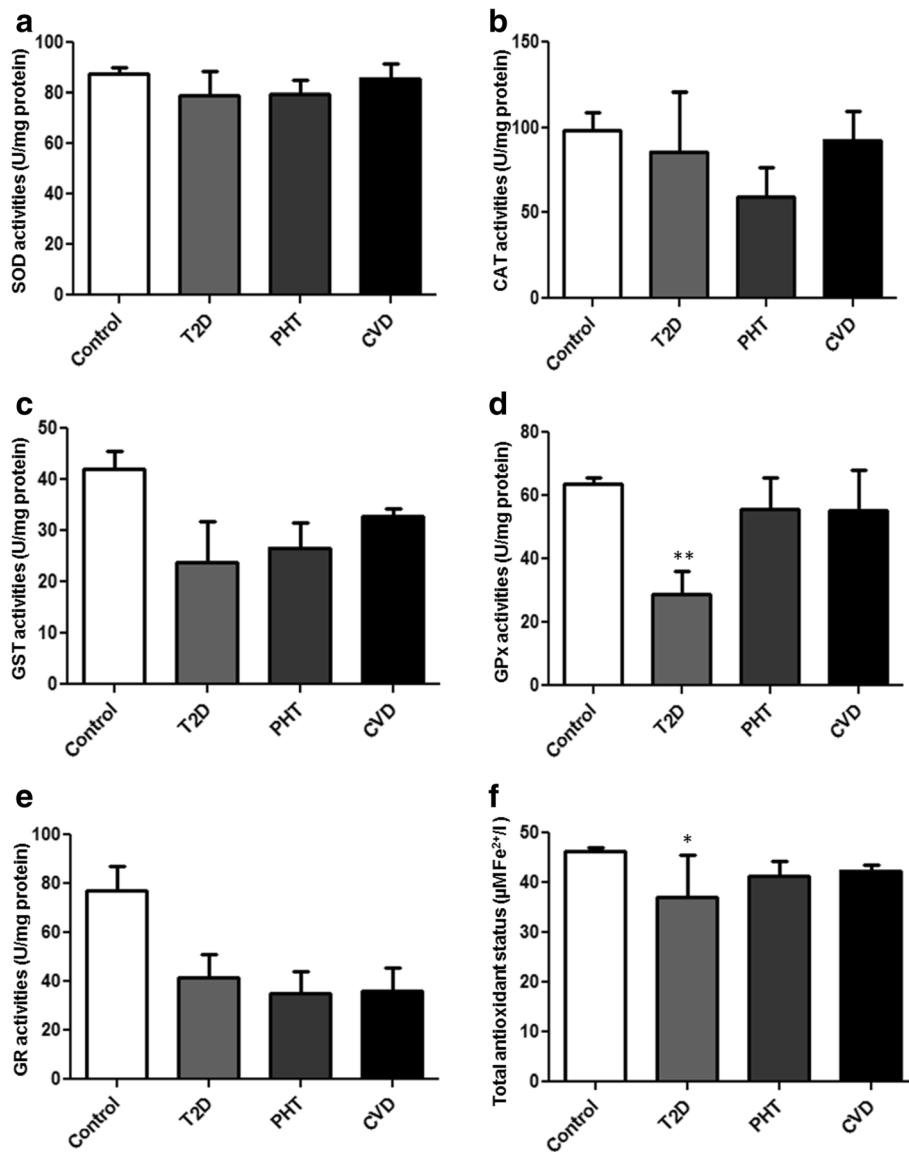 a
SOD activities (U/mg protein)
100
80
60
40
20
0
Control
T2D
PHT
CVD
b
CAT activities (U/mg protein)
150
100
50
0
Control
T2D
PHT
CVD
c
GST activities (U/mg protein)
50
40
30
20
10
0
Control
T2D
PHT
CVD
d
GPx activities (U/mg protein)
80
60
40
20
0
**
Control
T2D
PHT
CVD
e
GR activities (U/mg protein)
100
80
60
40
20
0
Control
T2D
PHT
CVD
f
Total antioxidant status (µMFe²⁺/l)
50
40
30
20
10
0
*
Control
T2D
PHT
CVD